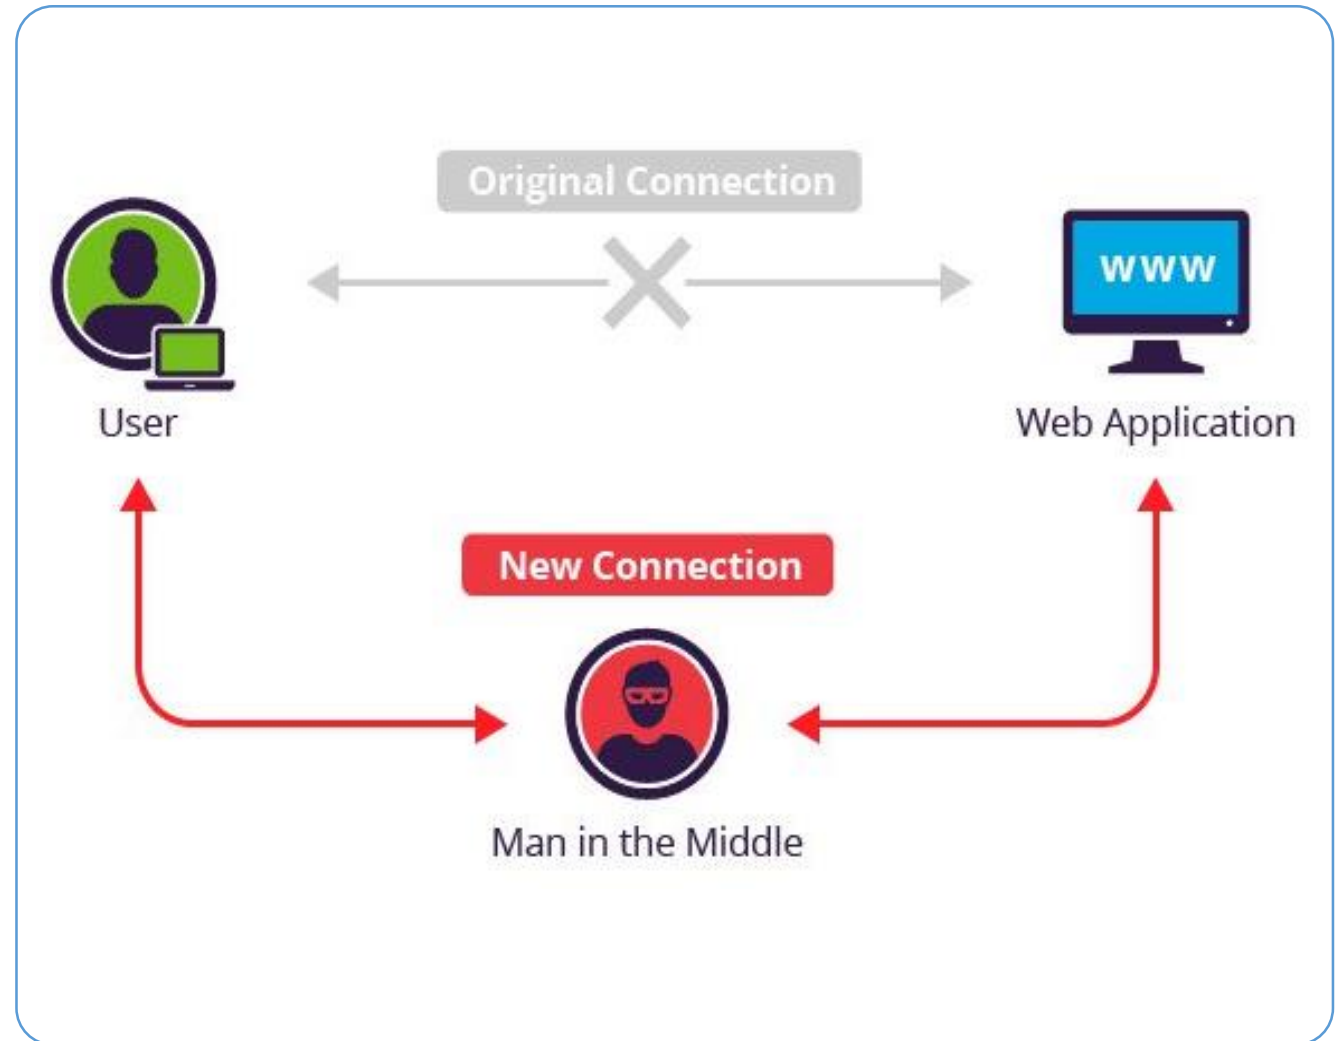 Original Connection
www
User
Web Application
New Connection
Man in the Middle